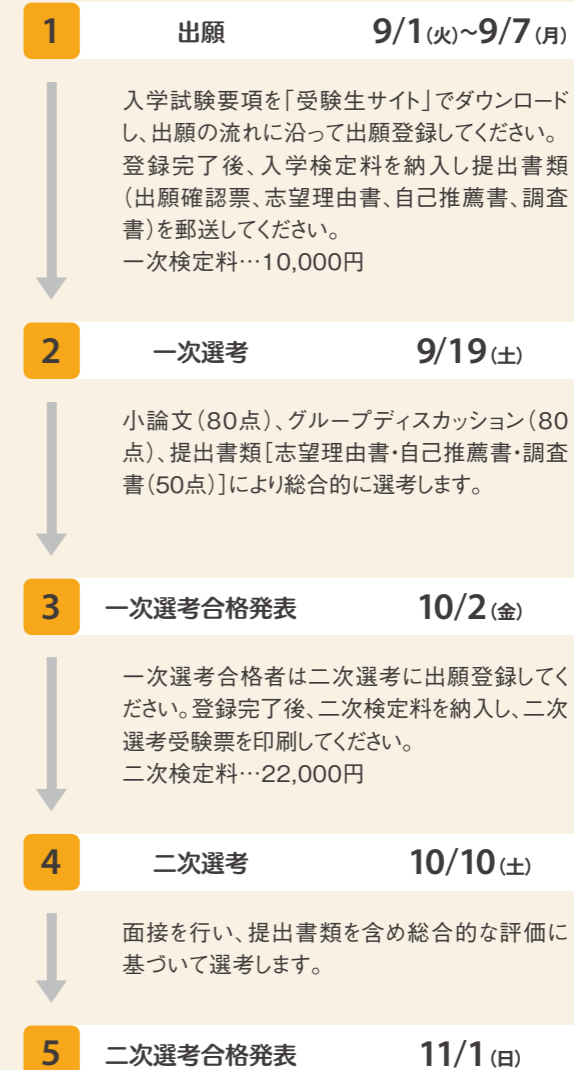 1 出願 9/1(火)~9/7(月)
入学試験要項を「受験生サイト」でダウンロード
し、出願の流れに沿って出願登録してください。
登録完了後、入学検定料を納入し提出書類
(出願確認票、志望理由書、自己推薦書、調査
書)を郵送してください。
一次検定料…10,000円
2 一次選考 9/19(土)
小論文(80点)、グループディスカッション(80
点)、提出書類[志望理由書・自己推薦書・調査
書(50点)]により総合的に選考します。
3 一次選考合格発表 10/2(金)
一次選考合格者は二次選考に出願登録してく
ださい。登録完了後、二次検定料を納入し、二次
選考受験票を印刷してください。
二次検定料…22,000円
4 二次選考 10/10(土)
面接を行い、提出書類を含め総合的な評価に
基づいて選考します。
5 二次選考合格発表 11/1(日)